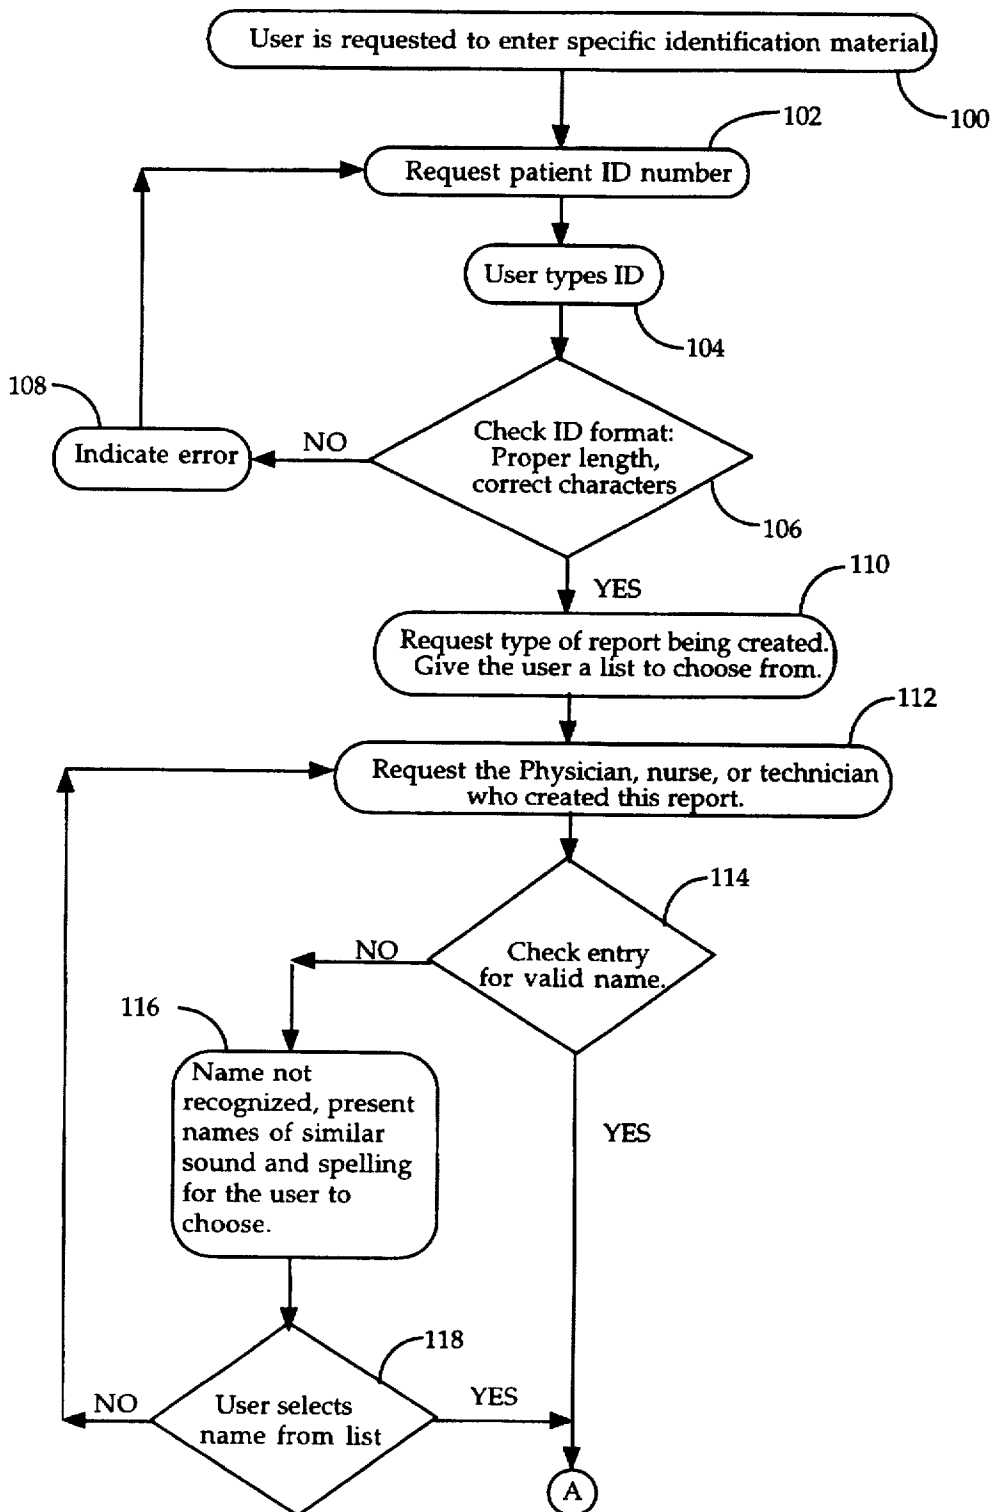 User is requested to enter specific identification material.
100
102
Request patient ID number
User types ID
104
108
Indicate error
NO
Check ID format:
Proper length,
correct characters
106
YES
110
Request type of report being created.
Give the user a list to choose from.
112
Request the Physician, nurse, or technician
who created this report.
114
Check entry
for valid name.
NO
116
Name not
recognized, present
names of similar
sound and spelling
for the user to
choose.
YES
118
NO
User selects
name from list
YES
A